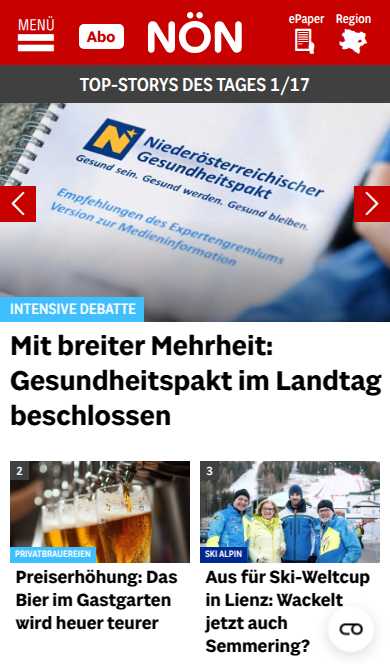 MENÜ
Abo
NÖN
ePaper
Region
TOP-STORYS DES TAGES 1/17
N
Niederösterreichischer
Gesundheitspakt
Gesund sein. Gesund werden. Gesund bleiben.
Empfehlungen des Expertengremiums
Version zur Medieninformation
INTENSIVE DEBATTE
Mit breiter Mehrheit:
Gesundheitspakt im Landtag
beschlossen
2
PRIVATBRAUEREIEN
Preiserhöhung: Das
Bier im Gastgarten
wird heuer teurer
3
SKI ALPIN
Aus für Ski-Weltcup
in Lienz: Wackelt
jetzt auch
Semmering?